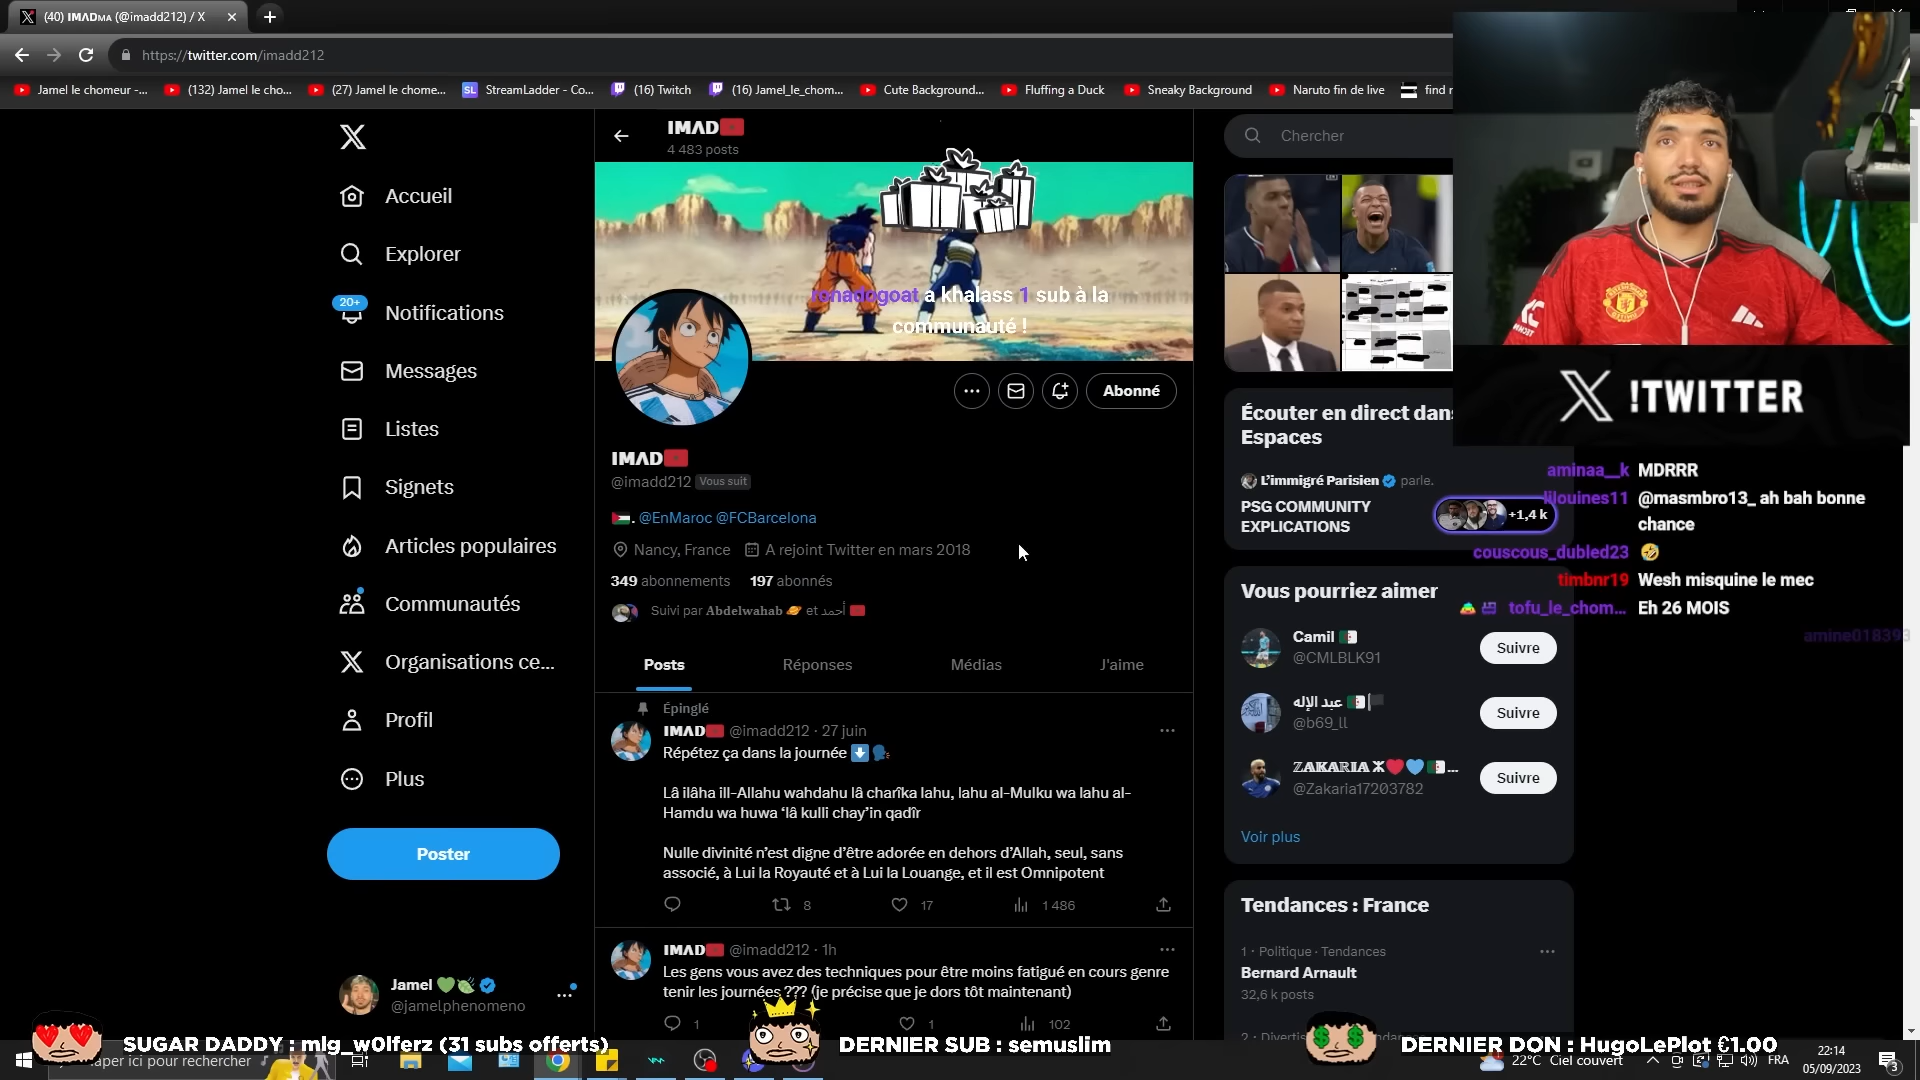 (40) IMΛDMA (@imadd212) / X
https://twitter.com/imadd212
Jamel le chomeur -...
(132) Jamel le cho...
(27) Jamel le chome...
SL
StreamLadder - Co...
(16) Twitch
(16) Jamel_le_chom...
Cute Background...
Fluffing a Duck
Sneaky Background
Naruto fin de live
find r
Accueil
Explorer
20+
Notifications
Messages
Listes
Signets
Articles populaires
Communautés
Organisations ce...
Profil
Plus
Poster
Jamel
@jamelphenomeno
IMΛD
4 483 posts
ronadogoat a khalass 1 sub à la
communauté !
Abonné
IMΛD
@imadd212 Vous suit
. @EnMaroc @FCBarcelona
Nancy, France A rejoint Twitter en mars 2018
349 abonnements 197 abonnés
Suivi par Abdelwahab et أحمد
Posts Réponses Médias J'aime
Épinglé
IMΛD @imadd212 · 27 juin
Répétez ça dans la journée
Lâ ilâha ill-Allahu wahdahu lâ charîka lahu, lahu al-Mulku wa lahu al-
Hamdu wa huwa ‘lâ kulli chay’in qadîr
Nulle divinité n’est digne d’être adorée en dehors d’Allah, seul, sans
associé, à Lui la Royauté et à Lui la Louange, et il est Omnipotent
8 17 1 486
IMΛD @imadd212 · 1h
Les gens vous avez des techniques pour être moins fatigué en cours genre
tenir les journées ??? (je précise que je dors tôt maintenant)
1 1 102
Chercher
Écouter en direct dans
Espaces
L’immigré Parisien parle.
PSG COMMUNITY
EXPLICATIONS
+1,4 k
Vous pourriez aimer
Camil
@CMLBLK91
Suivre
عبد الإله
@b69_ll
Suivre
ZAKARIA ⵣ...
@Zakaria17203782
Suivre
Voir plus
Tendances : France
1 · Politique · Tendances
Bernard Arnault
32,6 k posts
!TWITTER
aminaa__k MDRRR
lilouines11 @masmbro13_ ah bah bonne
chance
couscous_dubled23
timbnr19 Wesh misquine le mec
tofu_le_chom... Eh 26 MOIS
amine018393
SUGAR DADDY : mlg_w0lferz (31 subs offerts)
DERNIER SUB : semuslim
DERNIER DON : HugoLePlot €1.00
aper ici pour rechercher
22°C Ciel couvert
FRA
22:14
05/09/2023
3